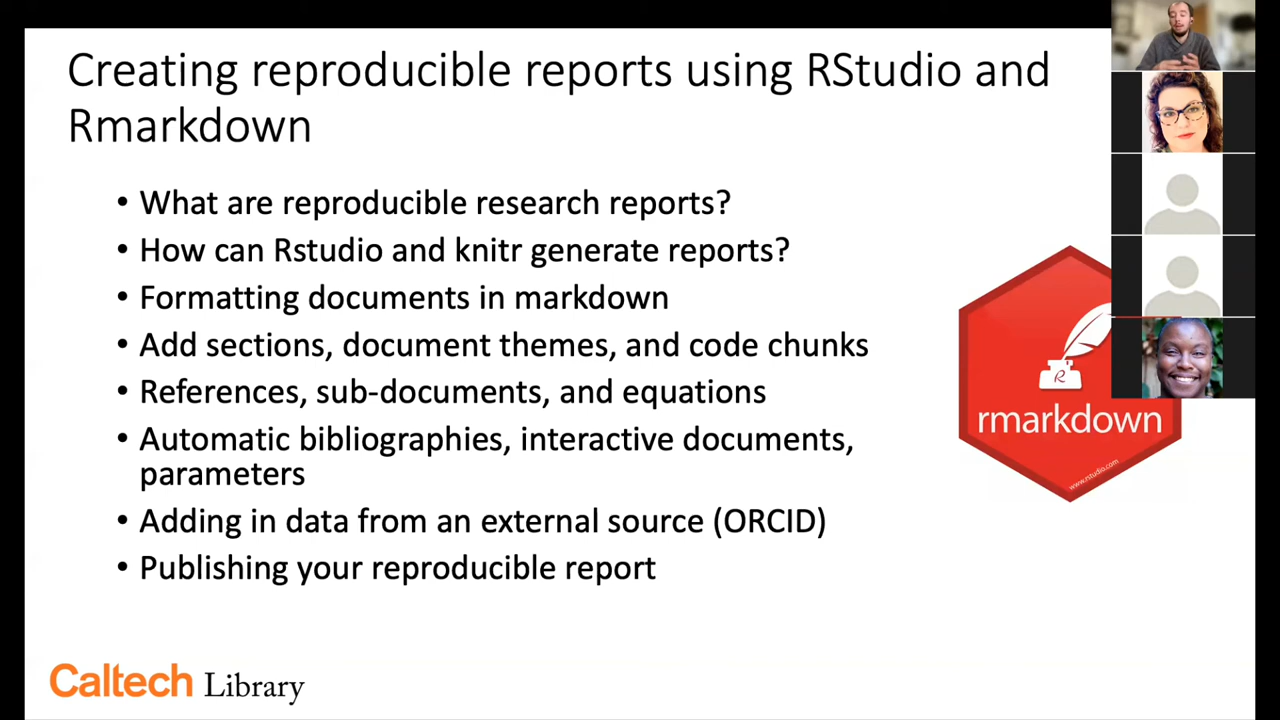 Creating reproducible reports using RStudio and
Rmarkdown
• What are reproducible research reports?
• How can Rstudio and knitr generate reports?
• Formatting documents in markdown
• Add sections, document themes, and code chunks
• References, sub-documents, and equations
• Automatic bibliographies, interactive documents,
parameters
• Adding in data from an external source (ORCID)
• Publishing your reproducible report
R
rmarkdown
www.rstudio.com
Caltech Library